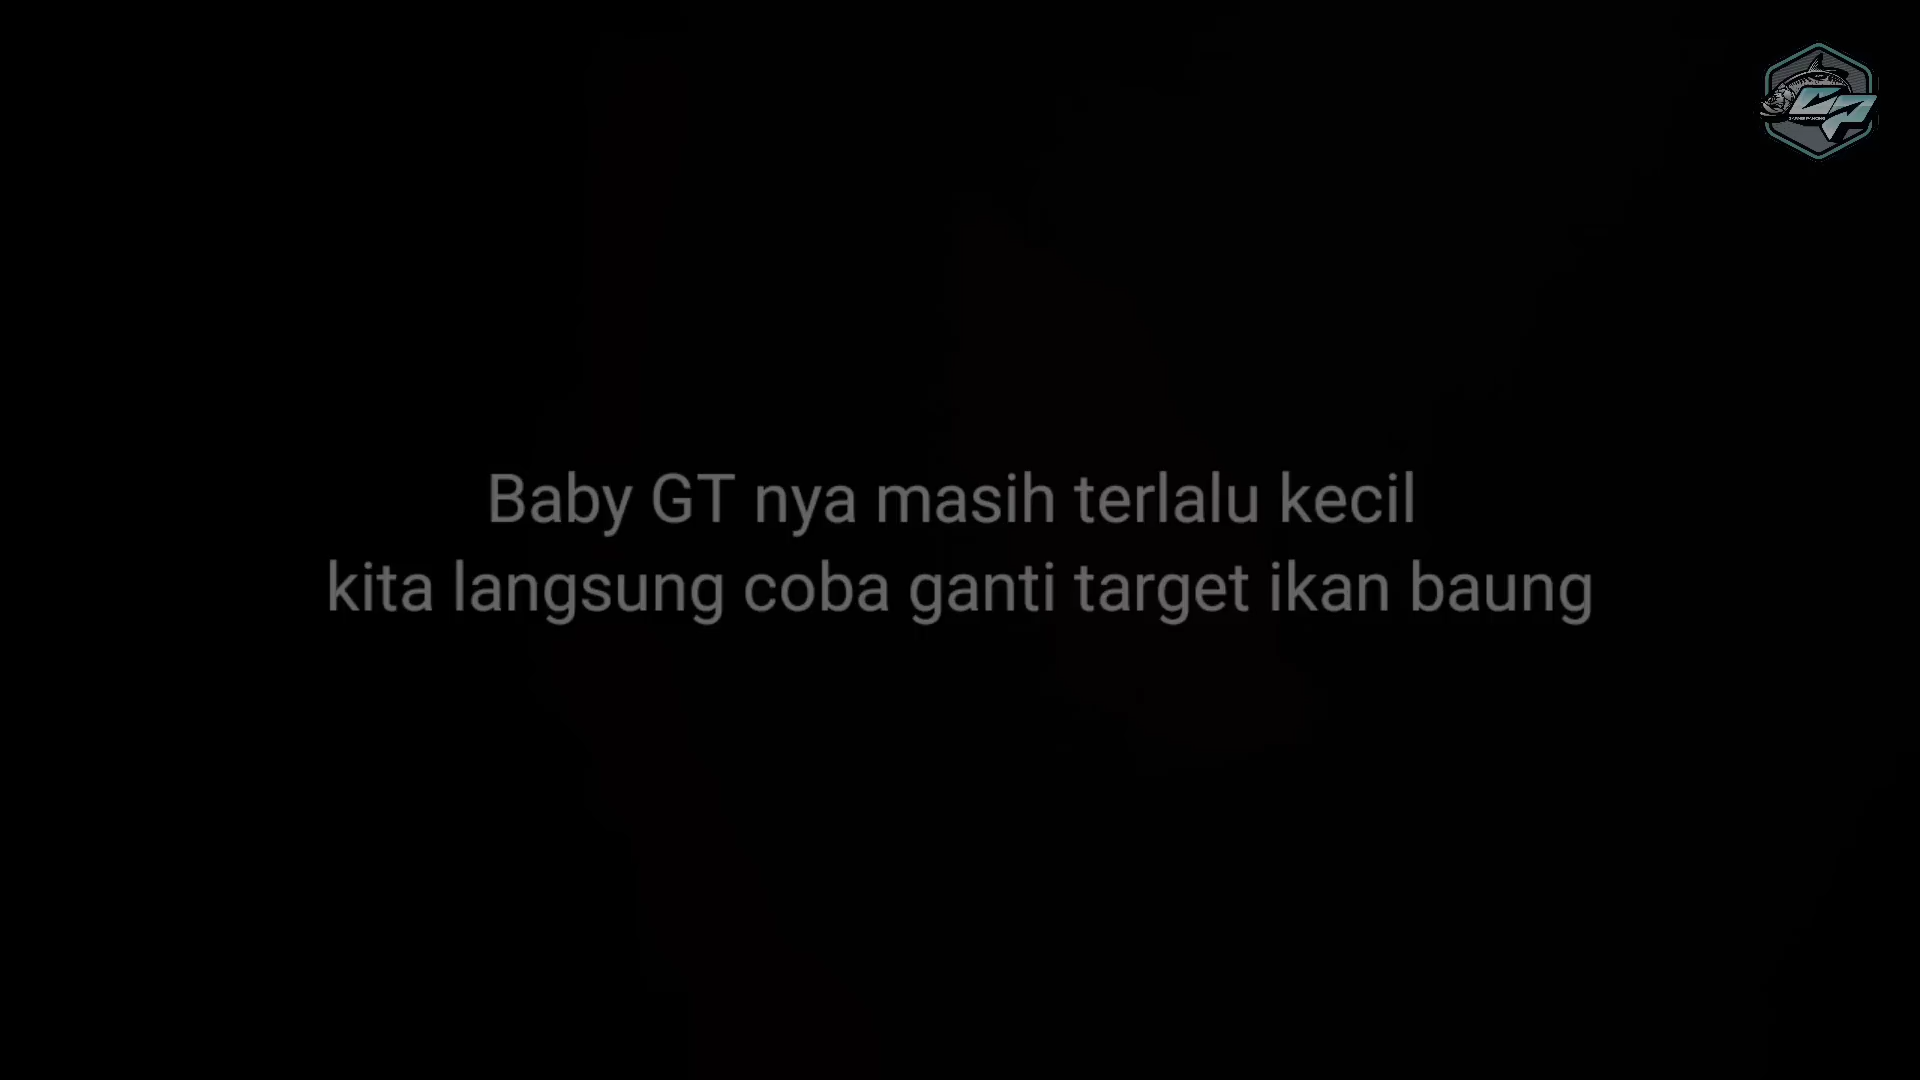 Baby GT nya masih terlalu kecil
kita langsung coba ganti target ikan baung